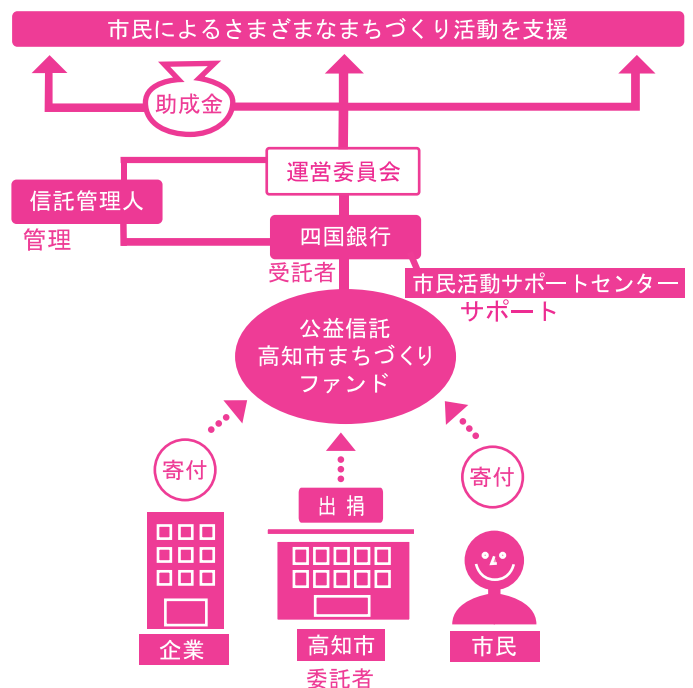 市民によるさまざまなまちづくり活動を支援
助成金
運営委員会
信託管理人
管理
四国銀行
受託者
市民活動サポートセンター
サポート
公益信託
高知市まちづくり
ファンド
寄付
寄付
出捐
企業
高知市
委託者
市民